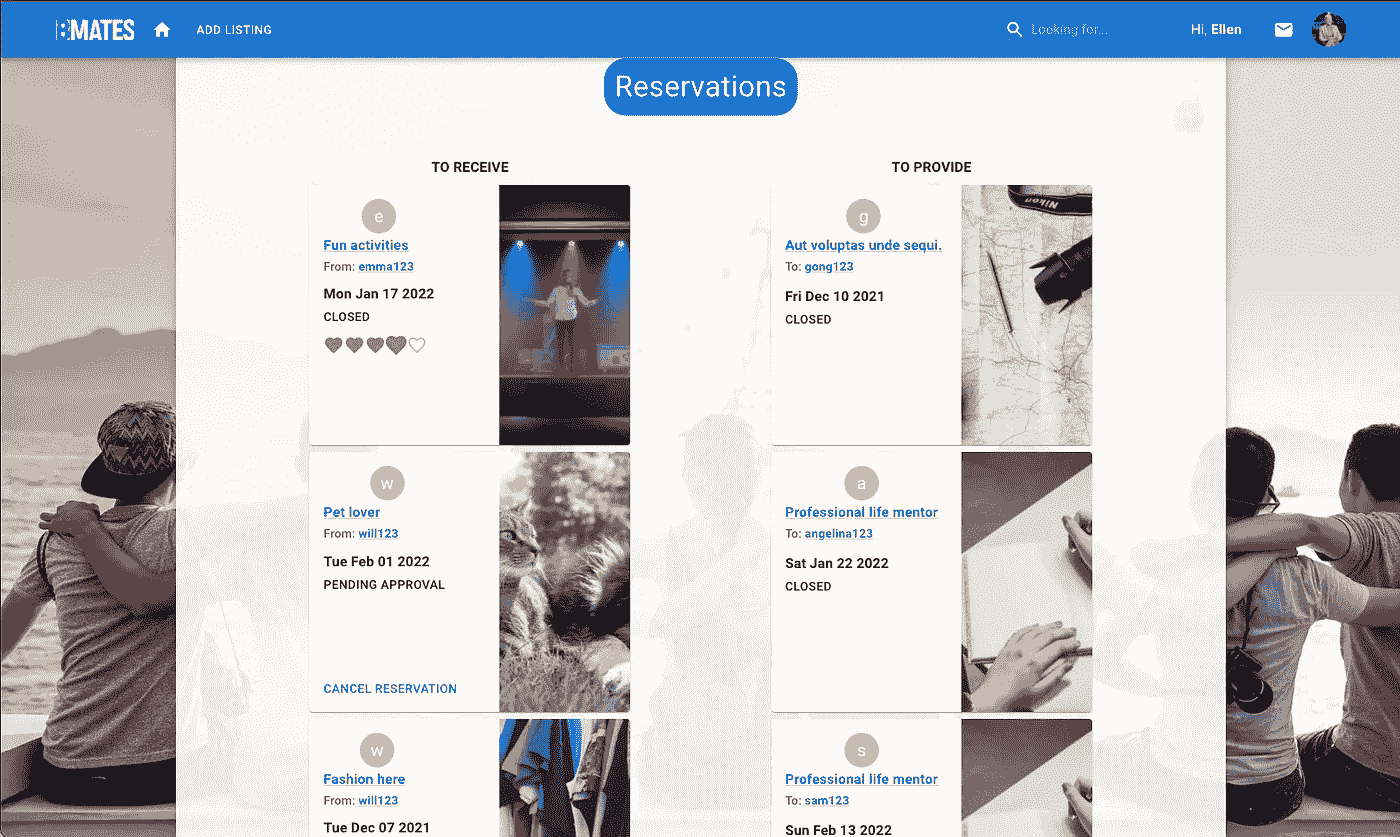 MATES
ADD LISTING
Looking for...
Hi, Ellen
Reservations
TO RECEIVE
e
Fun activities
From: emma123
Mon Jan 17 2022
CLOSED
w
Pet lover
From: will123
Tue Feb 01 2022
PENDING APPROVAL
CANCEL RESERVATION
w
Fashion here
From: will123
Tue Dec 07 2021
TO PROVIDE
g
Aut voluptas unde sequi.
To: gong123
Fri Dec 10 2021
CLOSED
Nikon
a
Professional life mentor
To: angelina123
Sat Jan 22 2022
CLOSED
s
Professional life mentor
To: sam123
Sun Feb 13 2022